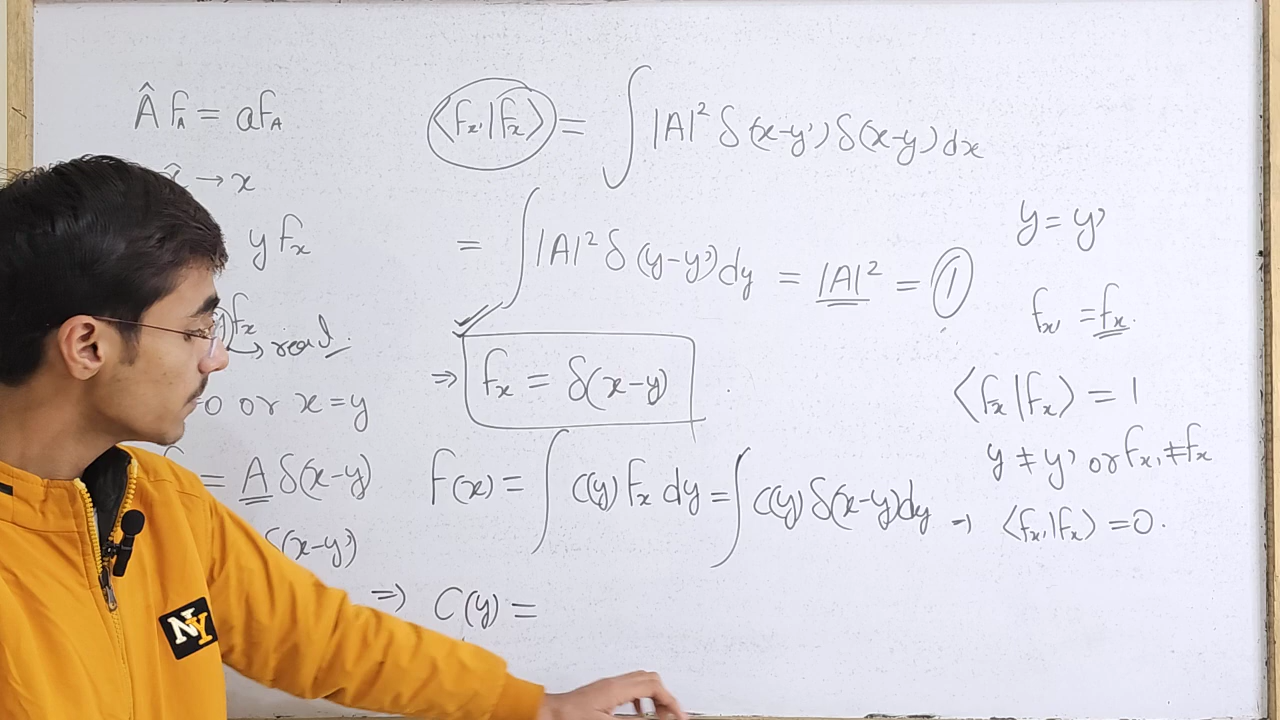 Â f_A = a f_A
→ x
y f_x
f_x
→ real.
0 or x = y
= A δ(x-y)
(x-y')
⟨f_x'|f_x⟩ = ∫ |A|² δ(x-y') δ(x-y) dx
= ∫ |A|² δ(y-y') dy = |A|² = 1
⇒ f_x = δ(x-y)
f(x) = ∫ c(y) f_x dy = ∫ c(y) δ(x-y) dy
⇒ C(y) =
y = y'
f_x' = f_x.
⟨f_x|f_x⟩ = 1
y ≠ y' or f_x' ≠ f_x
⇒ ⟨f_x'|f_x⟩ = 0.
NY